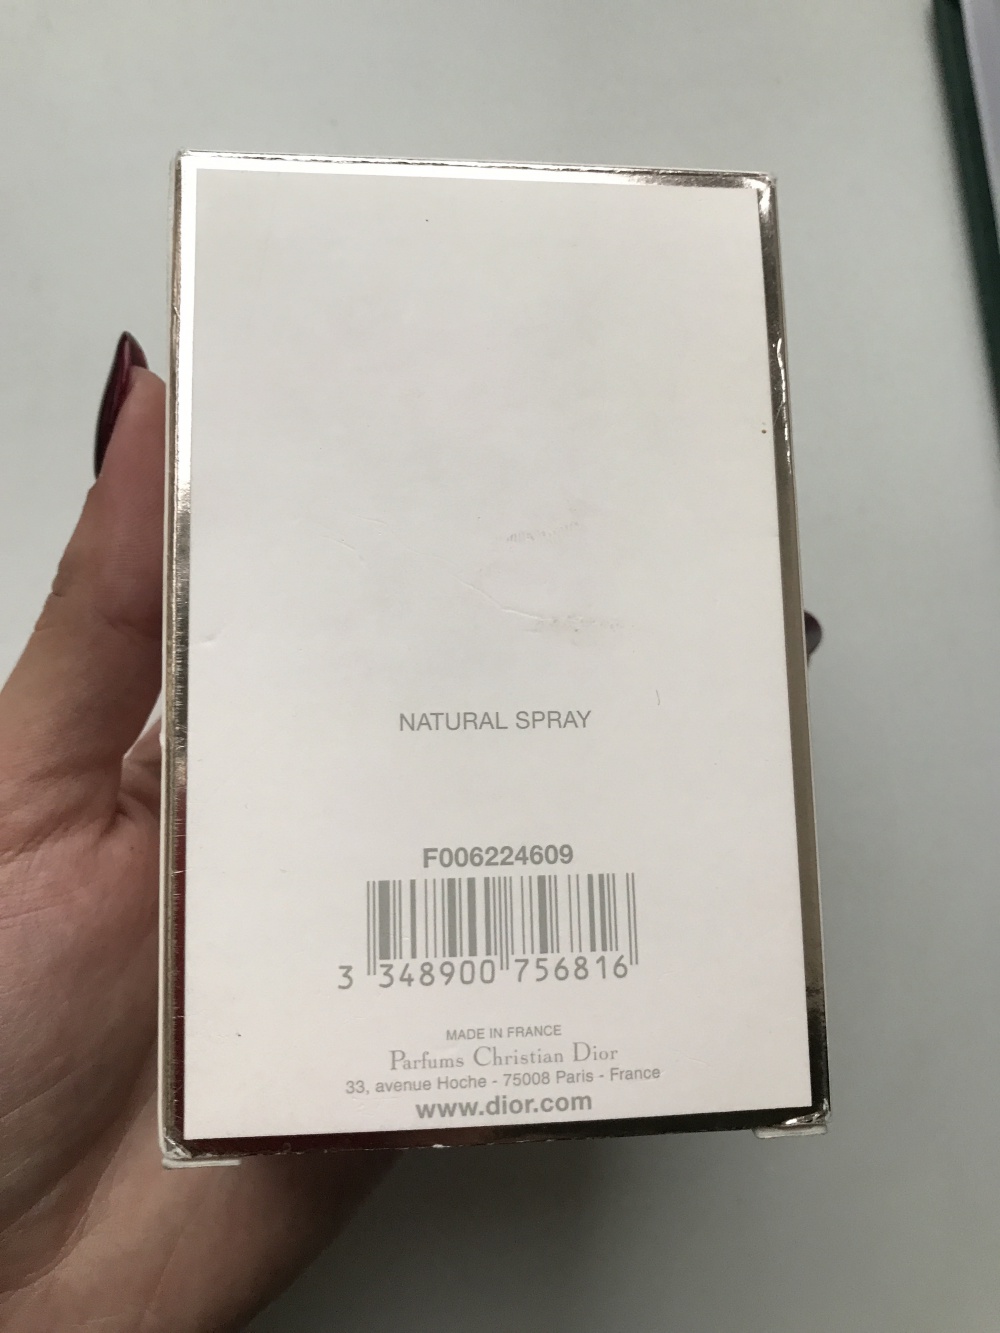 NATURAL SPRAY
F006224609
3 348900 756816
MADE IN FRANCE
Parfums Christian Dior
33, avenue Hoche - 75008 Paris - France
www.dior.com